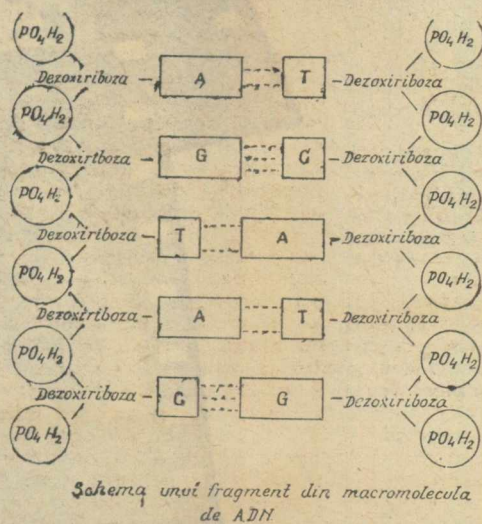 PO₄H₂ PO₄H₂
Dezoxiriboza A T Dezoxiriboza
PO₄H₂ PO₄H₂
Dezoxiriboza G C Dezoxiriboza
PO₄H₂ PO₄H₂
Dezoxiriboza T A Dezoxiriboza
PO₄H₂ PO₄H₂
Dezoxiriboza A T Dezoxiriboza
PO₄H₂ PO₄H₂
Dezoxiriboza C G Dezoxiriboza
PO₄H₂ PO₄H₂
Schema unui fragment din macromolecula
de ADN